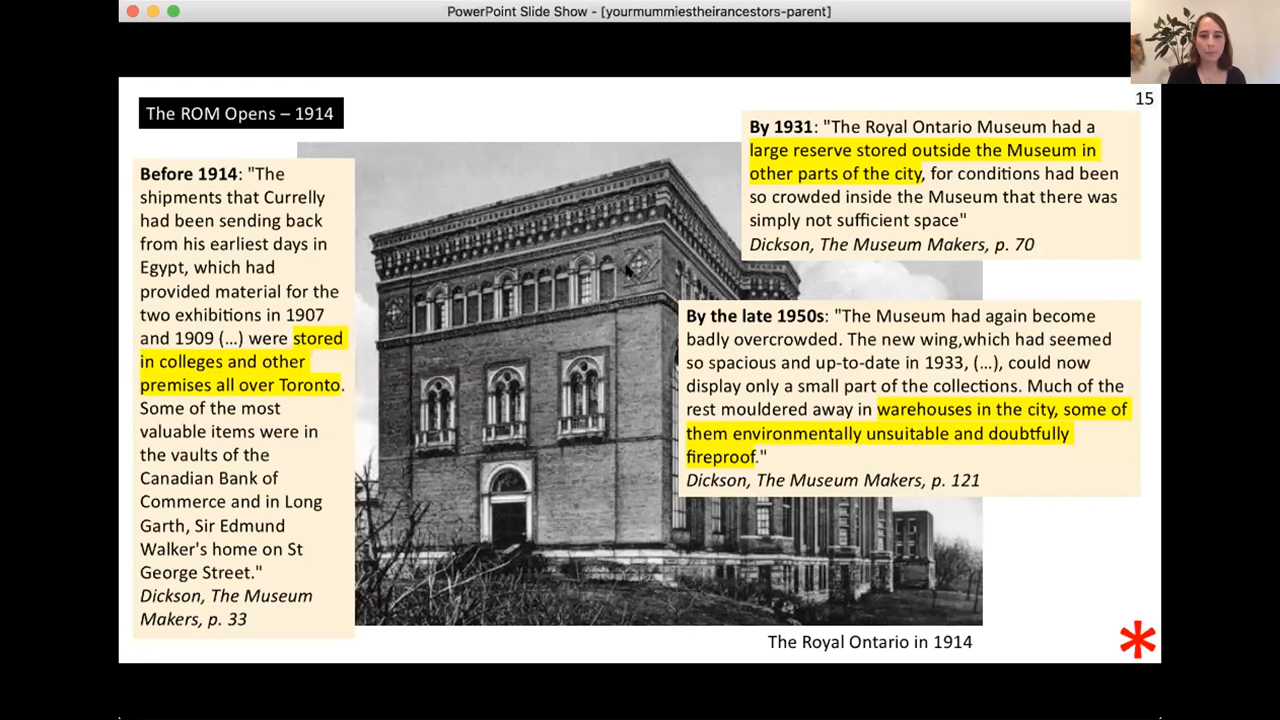 PowerPoint Slide Show - [yourmummiestheirancestors-parent]
15
The ROM Opens – 1914
Before 1914: "The
shipments that Currelly
had been sending back
from his earliest days in
Egypt, which had
provided material for the
two exhibitions in 1907
and 1909 (...) were stored
in colleges and other
premises all over Toronto.
Some of the most
valuable items were in
the vaults of the
Canadian Bank of
Commerce and in Long
Garth, Sir Edmund
Walker's home on St
George Street."
Dickson, The Museum
Makers, p. 33
By 1931: "The Royal Ontario Museum had a
large reserve stored outside the Museum in
other parts of the city, for conditions had been
so crowded inside the Museum that there was
simply not sufficient space"
Dickson, The Museum Makers, p. 70
By the late 1950s: "The Museum had again become
badly overcrowded. The new wing,which had seemed
so spacious and up-to-date in 1933, (...), could now
display only a small part of the collections. Much of the
rest mouldered away in warehouses in the city, some of
them environmentally unsuitable and doubtfully
fireproof."
Dickson, The Museum Makers, p. 121
The Royal Ontario in 1914
*